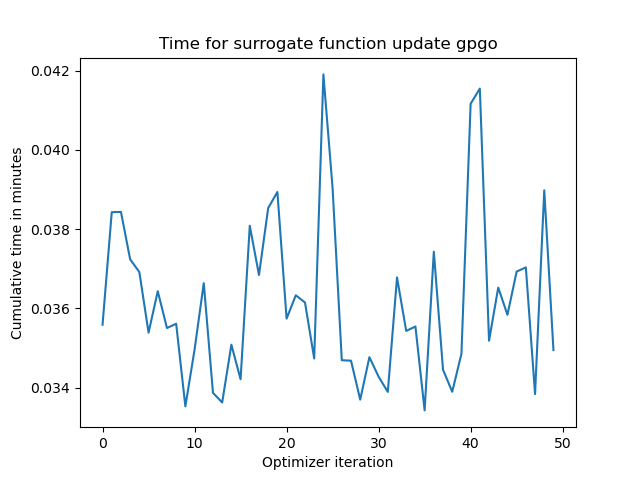 Time for surrogate function update gpgo
Cumulative time in minutes
0.042
0.040
0.038
0.036
0.034
0 10 20 30 40 50
Optimizer iteration